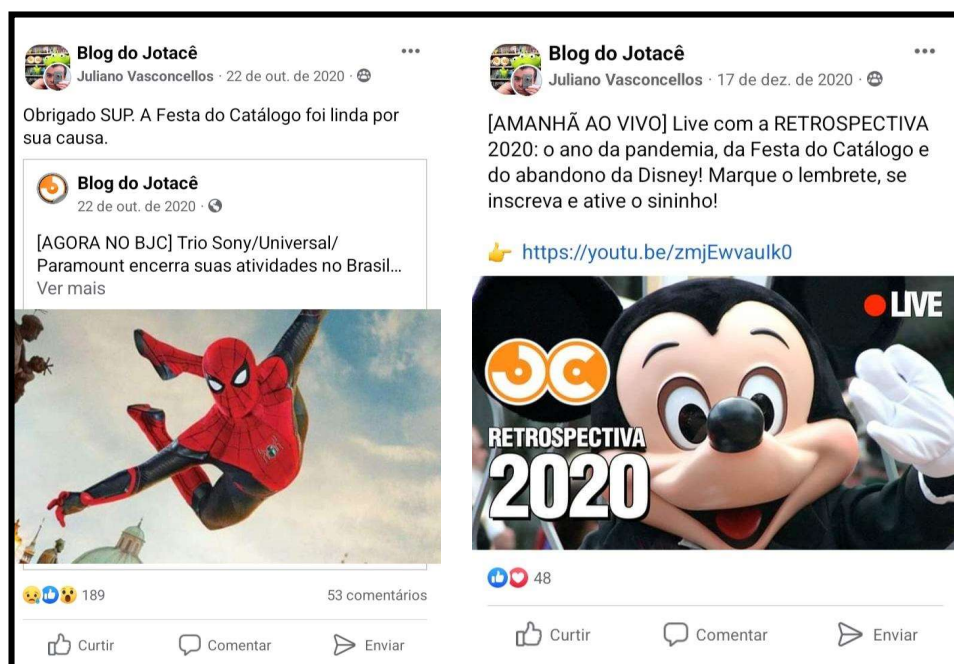 Blog do Jotacê
Juliano Vasconcellos · 22 de out. de 2020 ·
Obrigado SUP. A Festa do Catálogo foi linda por
sua causa.
Blog do Jotacê
22 de out. de 2020 ·
[AGORA NO BJC] Trio Sony/Universal/
Paramount encerra suas atividades no Brasil...
Ver mais
189
53 comentários
Curtir
Comentar
Enviar
Blog do Jotacê
Juliano Vasconcellos · 17 de dez. de 2020 ·
[AMANHÃ AO VIVO] Live com a RETROSPECTIVA
2020: o ano da pandemia, da Festa do Catálogo e
do abandono da Disney! Marque o lembrete, se
inscreva e ative o sininho!
👉 https://youtu.be/zmjEwvauIk0
LIVE
JC
RETROSPECTIVA
2020
48
Curtir
Comentar
Enviar